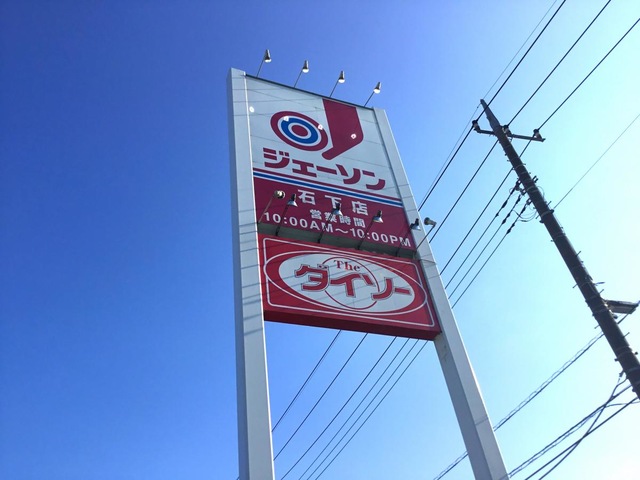 ジェーソン
石下店
営業時間
10:00AM〜10:00PM
The
ダイソー